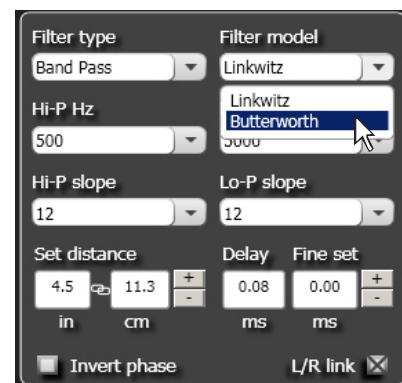 Filter type Filter model
Band Pass Linkwitz
Linkwitz
Hi-P Hz
Butterworth
500 5000
Hi-P slope Lo-P slope
12 12
Set distance Delay Fine set
4.5 11.3 + - 0.08 0.00 + -
in cm ms ms
Invert phase L/R link